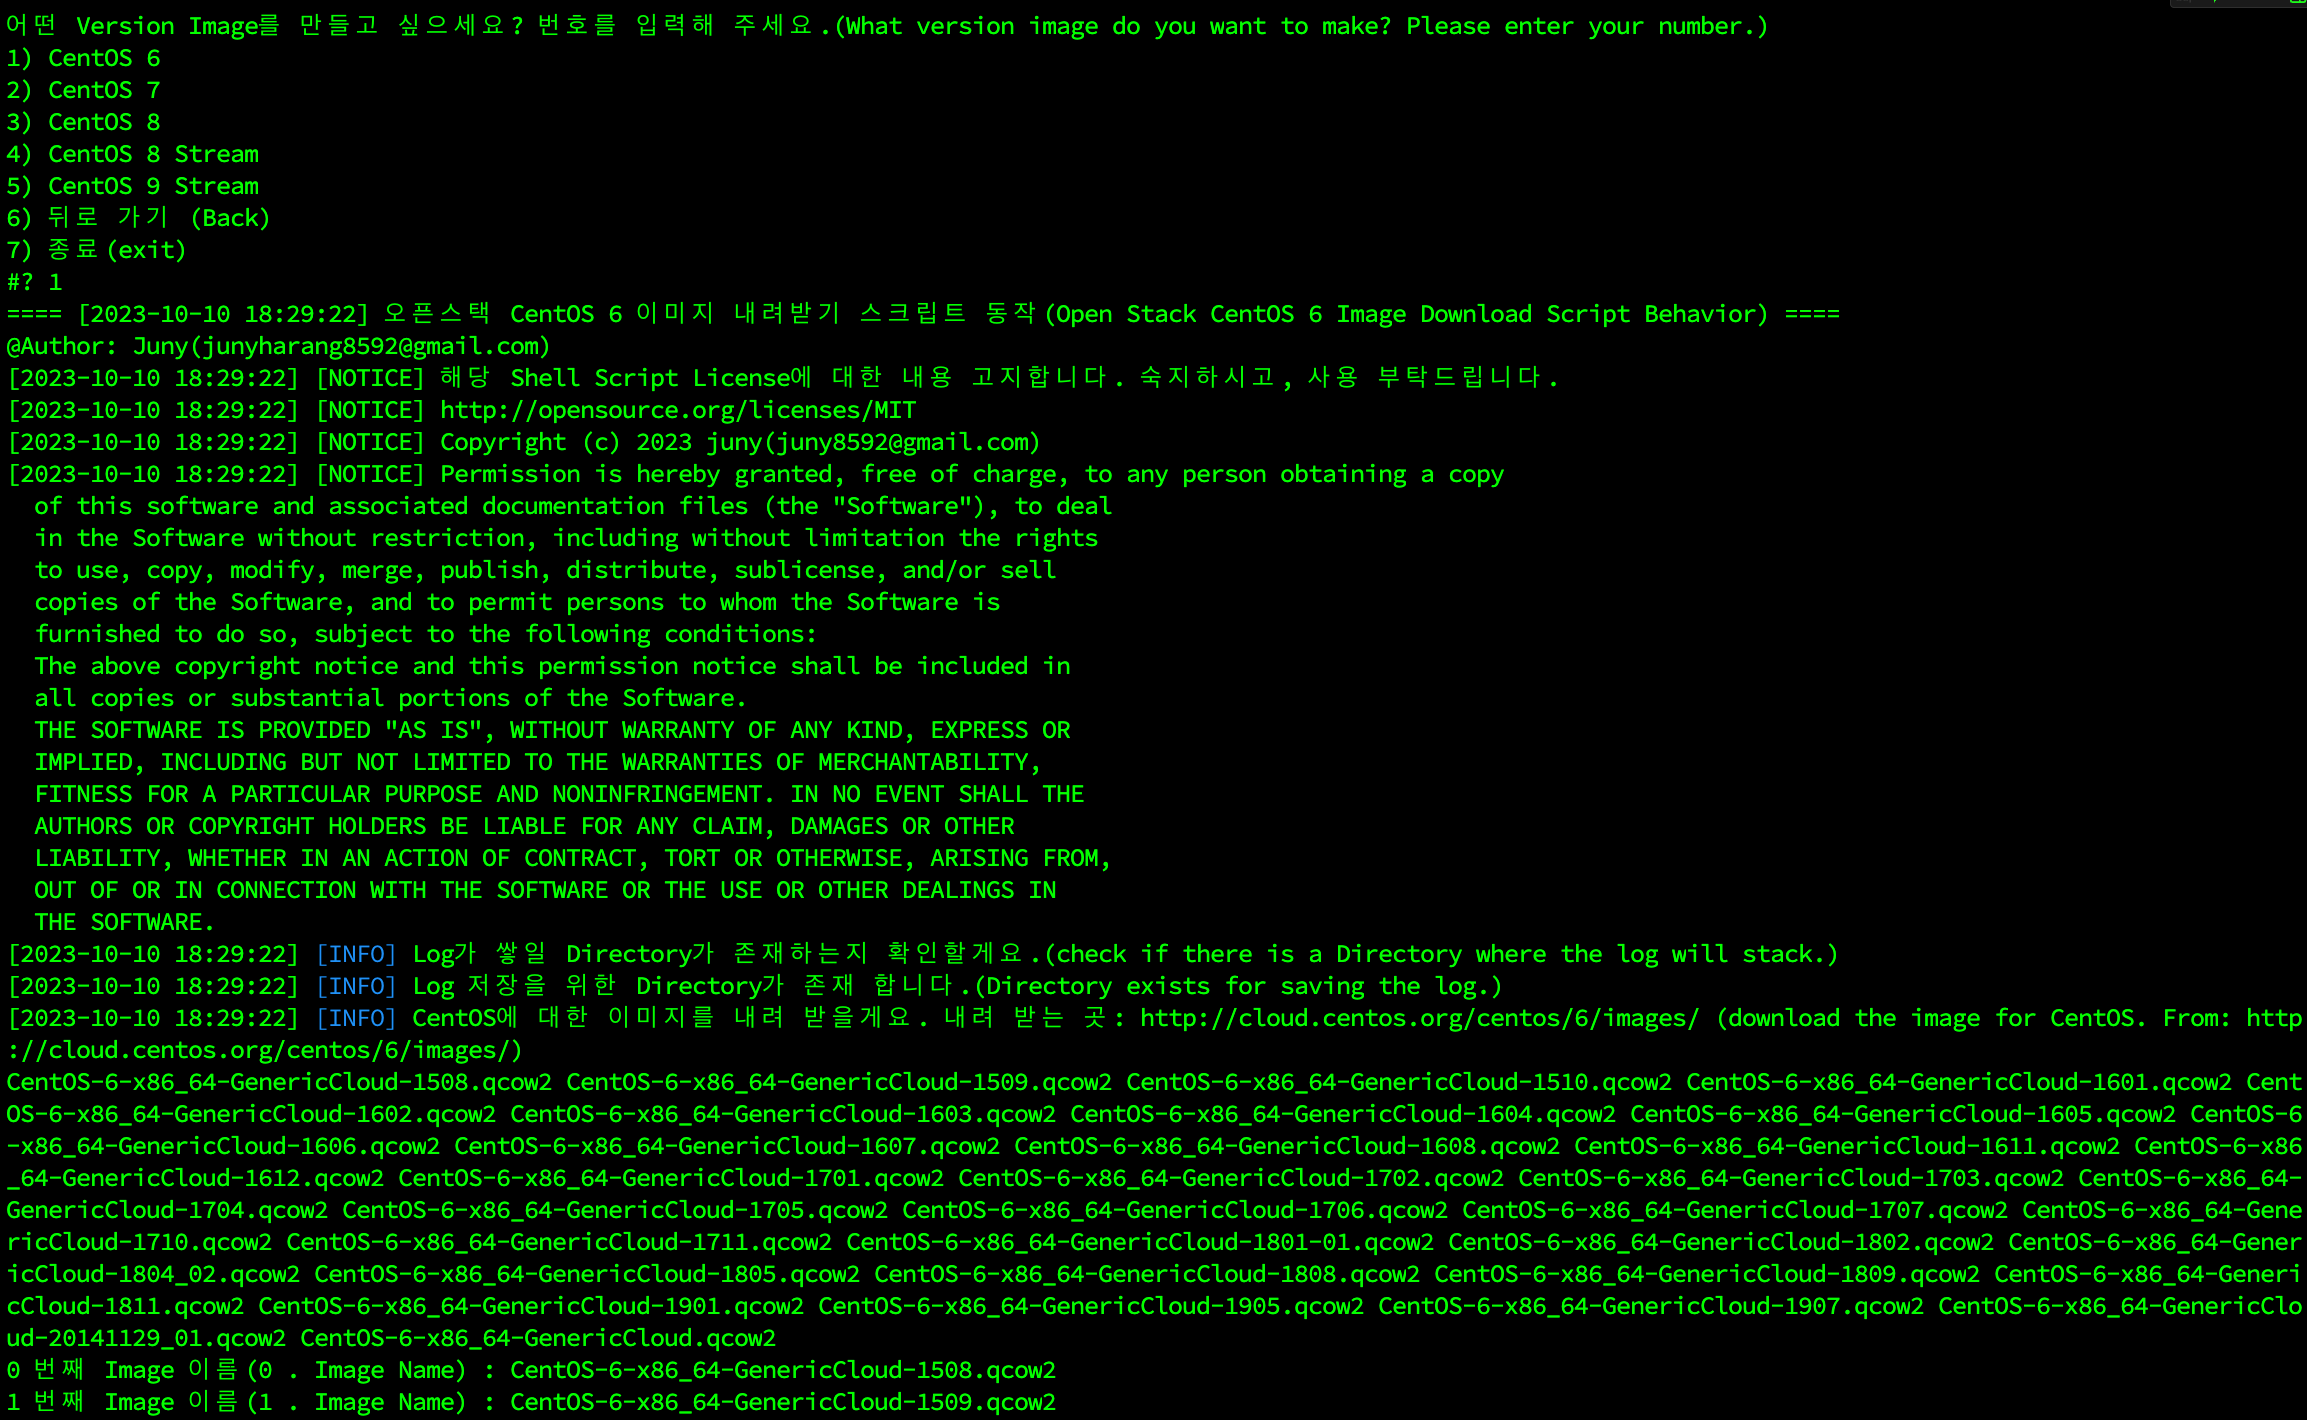 어떤 Version Image를 만들고 싶으세요? 번호를 입력해 주세요.(What version image do you want to make? Please enter your number.)
1) CentOS 6
2) CentOS 7
3) CentOS 8
4) CentOS 8 Stream
5) CentOS 9 Stream
6) 뒤로 가기 (Back)
7) 종료(exit)
#? 1
==== [2023-10-10 18:29:22] 오픈스택 CentOS 6 이미지 내려받기 스크립트 동작(Open Stack CentOS 6 Image Download Script Behavior) ====
@Author: Juny(junyharang8592@gmail.com)
[2023-10-10 18:29:22] [NOTICE] 해당 Shell Script License에 대한 내용 고지합니다. 숙지하시고, 사용 부탁드립니다.
[2023-10-10 18:29:22] [NOTICE] http://opensource.org/licenses/MIT
[2023-10-10 18:29:22] [NOTICE] Copyright (c) 2023 juny(juny8592@gmail.com)
[2023-10-10 18:29:22] [NOTICE] Permission is hereby granted, free of charge, to any person obtaining a copy
of this software and associated documentation files (the "Software"), to deal
in the Software without restriction, including without limitation the rights
to use, copy, modify, merge, publish, distribute, sublicense, and/or sell
copies of the Software, and to permit persons to whom the Software is
furnished to do so, subject to the following conditions:
The above copyright notice and this permission notice shall be included in
all copies or substantial portions of the Software.
THE SOFTWARE IS PROVIDED "AS IS", WITHOUT WARRANTY OF ANY KIND, EXPRESS OR
IMPLIED, INCLUDING BUT NOT LIMITED TO THE WARRANTIES OF MERCHANTABILITY,
FITNESS FOR A PARTICULAR PURPOSE AND NONINFRINGEMENT. IN NO EVENT SHALL THE
AUTHORS OR COPYRIGHT HOLDERS BE LIABLE FOR ANY CLAIM, DAMAGES OR OTHER
LIABILITY, WHETHER IN AN ACTION OF CONTRACT, TORT OR OTHERWISE, ARISING FROM,
OUT OF OR IN CONNECTION WITH THE SOFTWARE OR THE USE OR OTHER DEALINGS IN
THE SOFTWARE.
[2023-10-10 18:29:22] [INFO] Log가 쌓일 Directory가 존재하는지 확인할게요.(check if there is a Directory where the log will stack.)
[2023-10-10 18:29:22] [INFO] Log 저장을 위한 Directory가 존재 합니다.(Directory exists for saving the log.)
[2023-10-10 18:29:22] [INFO] CentOS에 대한 이미지를 내려 받을게요. 내려 받는 곳: http://cloud.centos.org/centos/6/images/ (download the image for CentOS. From: http
://cloud.centos.org/centos/6/images/)
CentOS-6-x86_64-GenericCloud-1508.qcow2 CentOS-6-x86_64-GenericCloud-1509.qcow2 CentOS-6-x86_64-GenericCloud-1510.qcow2 CentOS-6-x86_64-GenericCloud-1601.qcow2 Cent
OS-6-x86_64-GenericCloud-1602.qcow2 CentOS-6-x86_64-GenericCloud-1603.qcow2 CentOS-6-x86_64-GenericCloud-1604.qcow2 CentOS-6-x86_64-GenericCloud-1605.qcow2 CentOS-6
-x86_64-GenericCloud-1606.qcow2 CentOS-6-x86_64-GenericCloud-1607.qcow2 CentOS-6-x86_64-GenericCloud-1608.qcow2 CentOS-6-x86_64-GenericCloud-1611.qcow2 CentOS-6-x86
_64-GenericCloud-1612.qcow2 CentOS-6-x86_64-GenericCloud-1701.qcow2 CentOS-6-x86_64-GenericCloud-1702.qcow2 CentOS-6-x86_64-GenericCloud-1703.qcow2 CentOS-6-x86_64-
GenericCloud-1704.qcow2 CentOS-6-x86_64-GenericCloud-1705.qcow2 CentOS-6-x86_64-GenericCloud-1706.qcow2 CentOS-6-x86_64-GenericCloud-1707.qcow2 CentOS-6-x86_64-Gene
ricCloud-1710.qcow2 CentOS-6-x86_64-GenericCloud-1711.qcow2 CentOS-6-x86_64-GenericCloud-1801-01.qcow2 CentOS-6-x86_64-GenericCloud-1802.qcow2 CentOS-6-x86_64-Gener
icCloud-1804_02.qcow2 CentOS-6-x86_64-GenericCloud-1805.qcow2 CentOS-6-x86_64-GenericCloud-1808.qcow2 CentOS-6-x86_64-GenericCloud-1809.qcow2 CentOS-6-x86_64-Generi
cCloud-1811.qcow2 CentOS-6-x86_64-GenericCloud-1901.qcow2 CentOS-6-x86_64-GenericCloud-1905.qcow2 CentOS-6-x86_64-GenericCloud-1907.qcow2 CentOS-6-x86_64-GenericClo
ud-20141129_01.qcow2 CentOS-6-x86_64-GenericCloud.qcow2
0 번째 Image 이름(0 . Image Name) : CentOS-6-x86_64-GenericCloud-1508.qcow2
1 번째 Image 이름(1 . Image Name) : CentOS-6-x86_64-GenericCloud-1509.qcow2